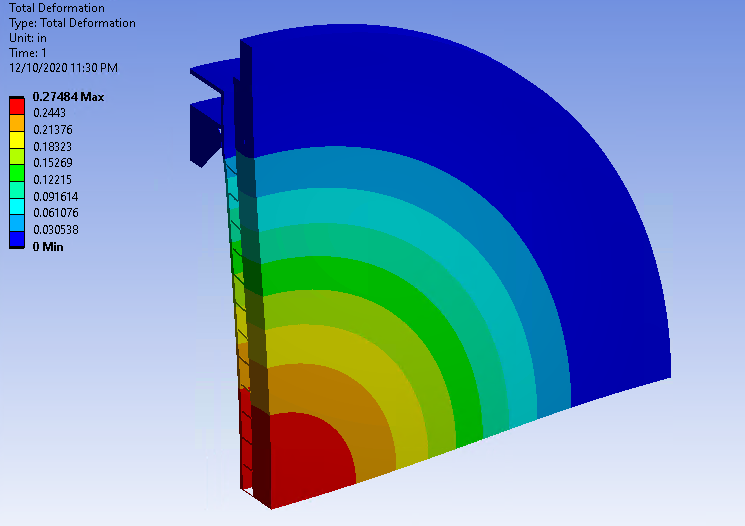 Total Deformation
Type: Total Deformation
Unit: in
Time: 1
12/10/2020 11:30 PM
0.27484 Max
0.2443
0.21376
0.18323
0.15269
0.12215
0.091614
0.061076
0.030538
0 Min